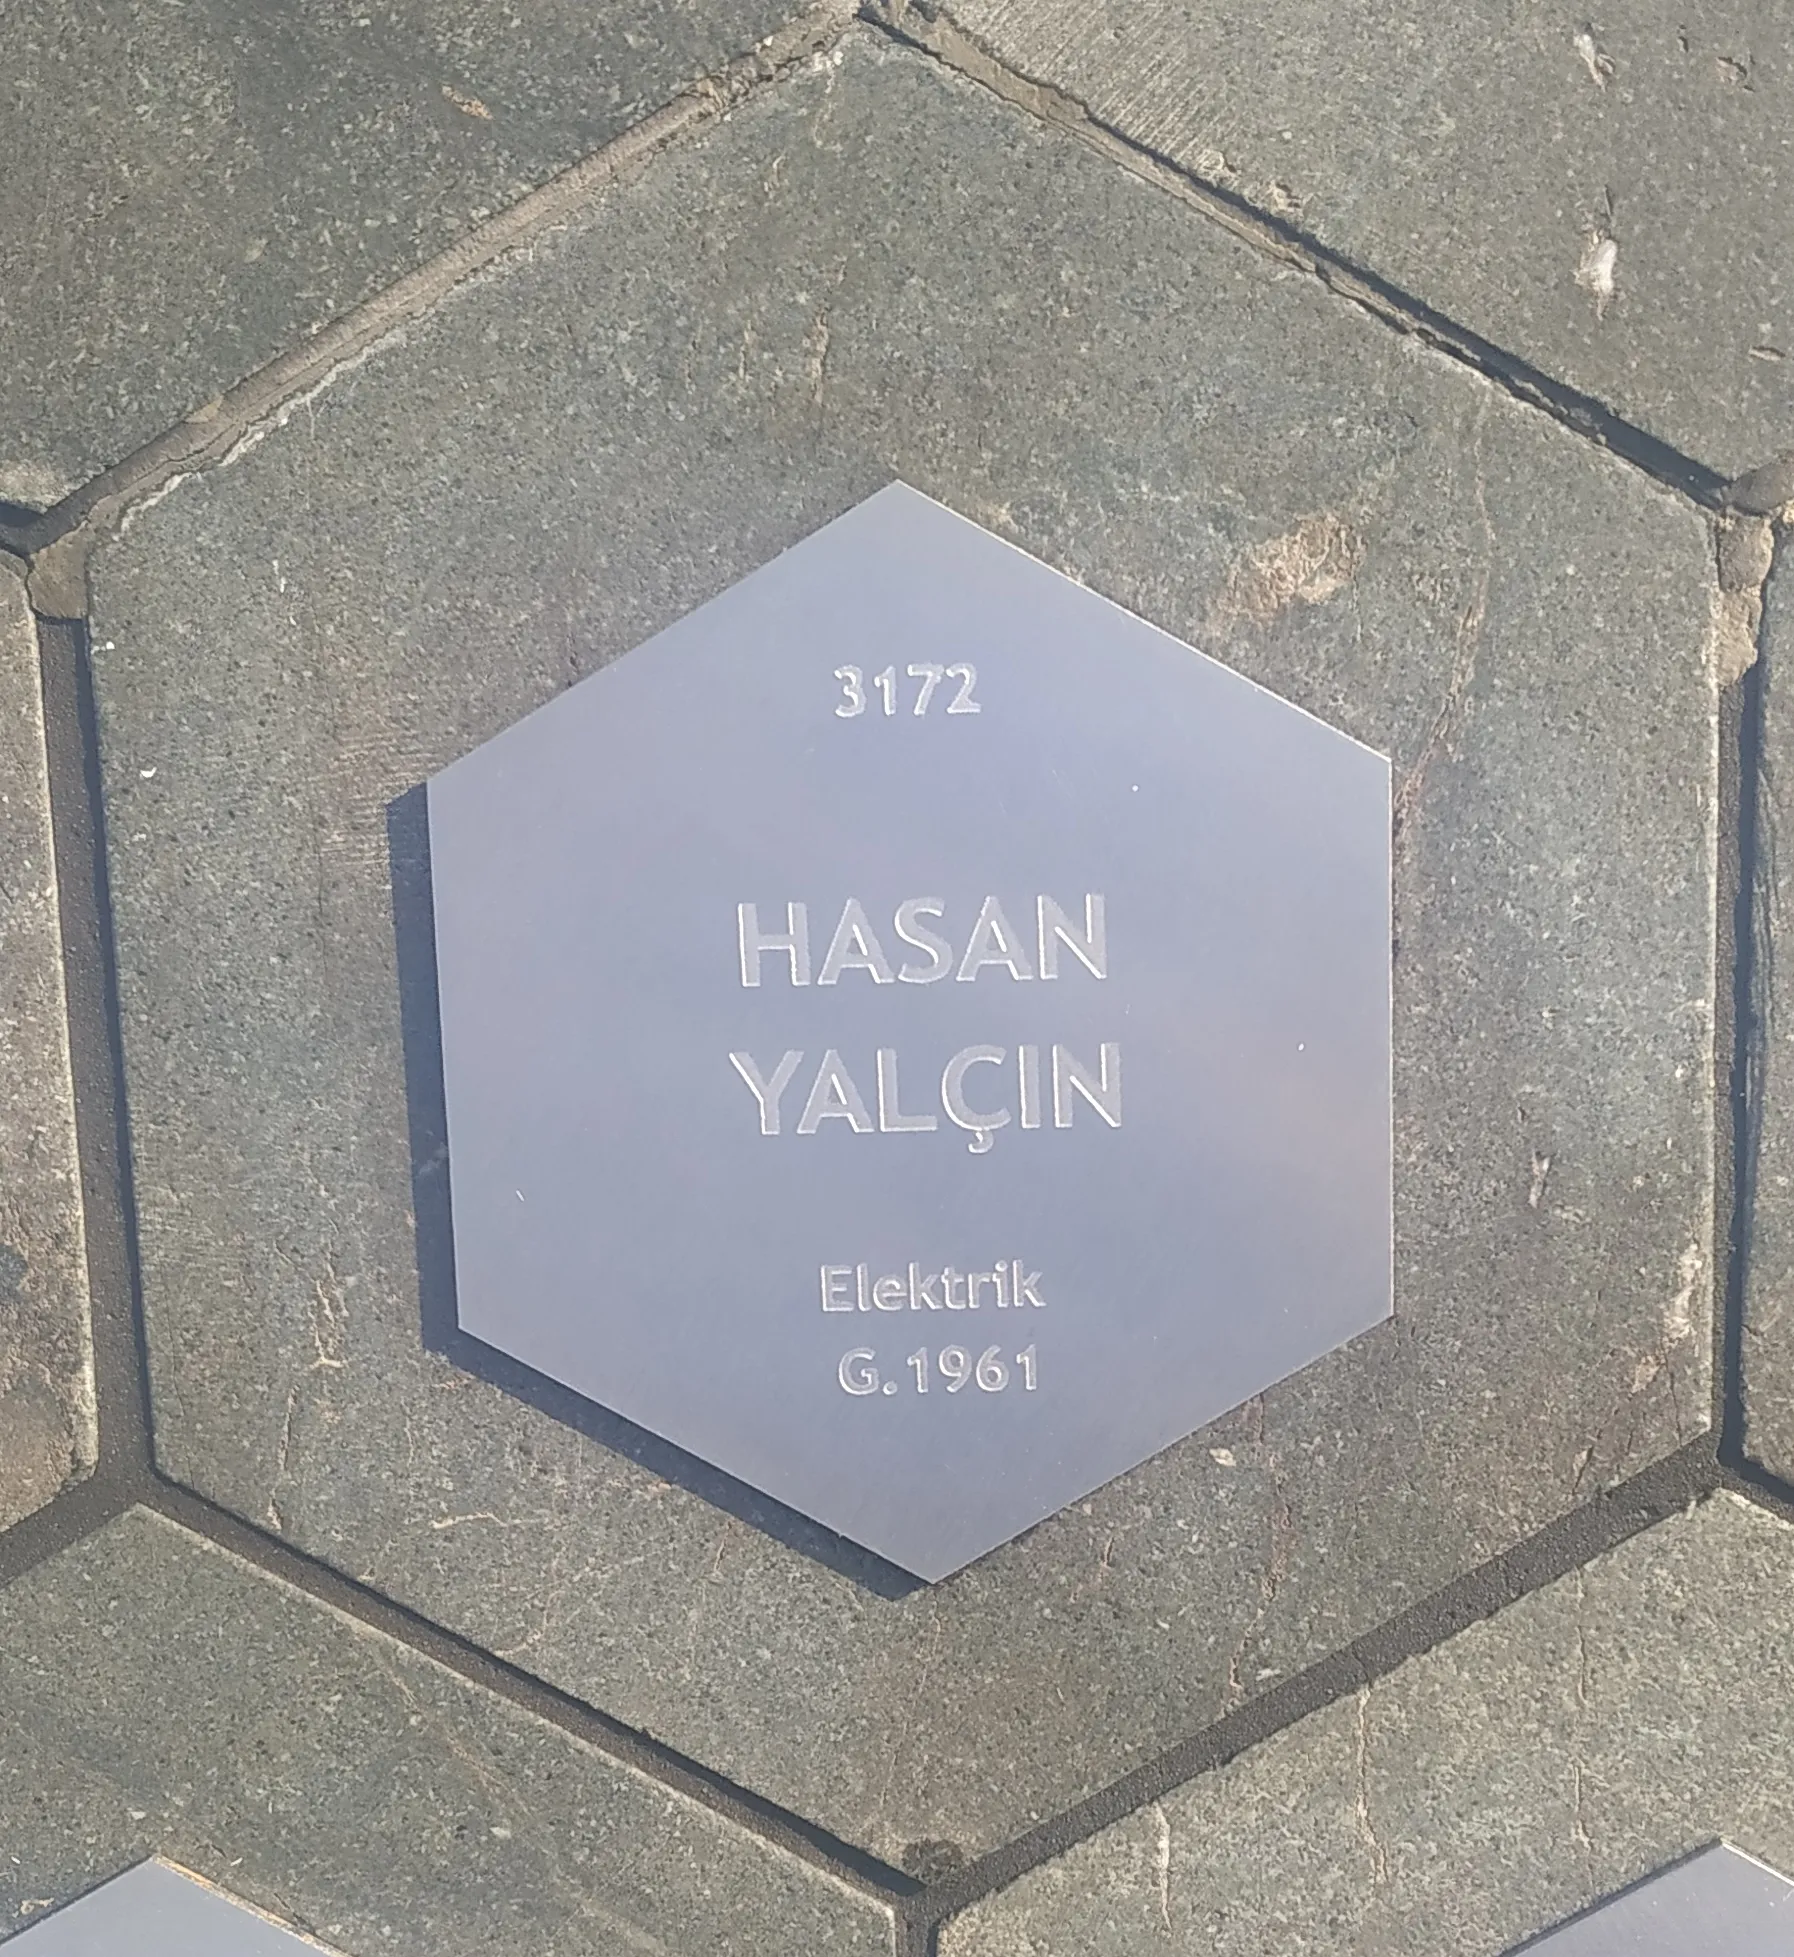 3172
HASAN
YALÇIN
Elektrik
G.1961